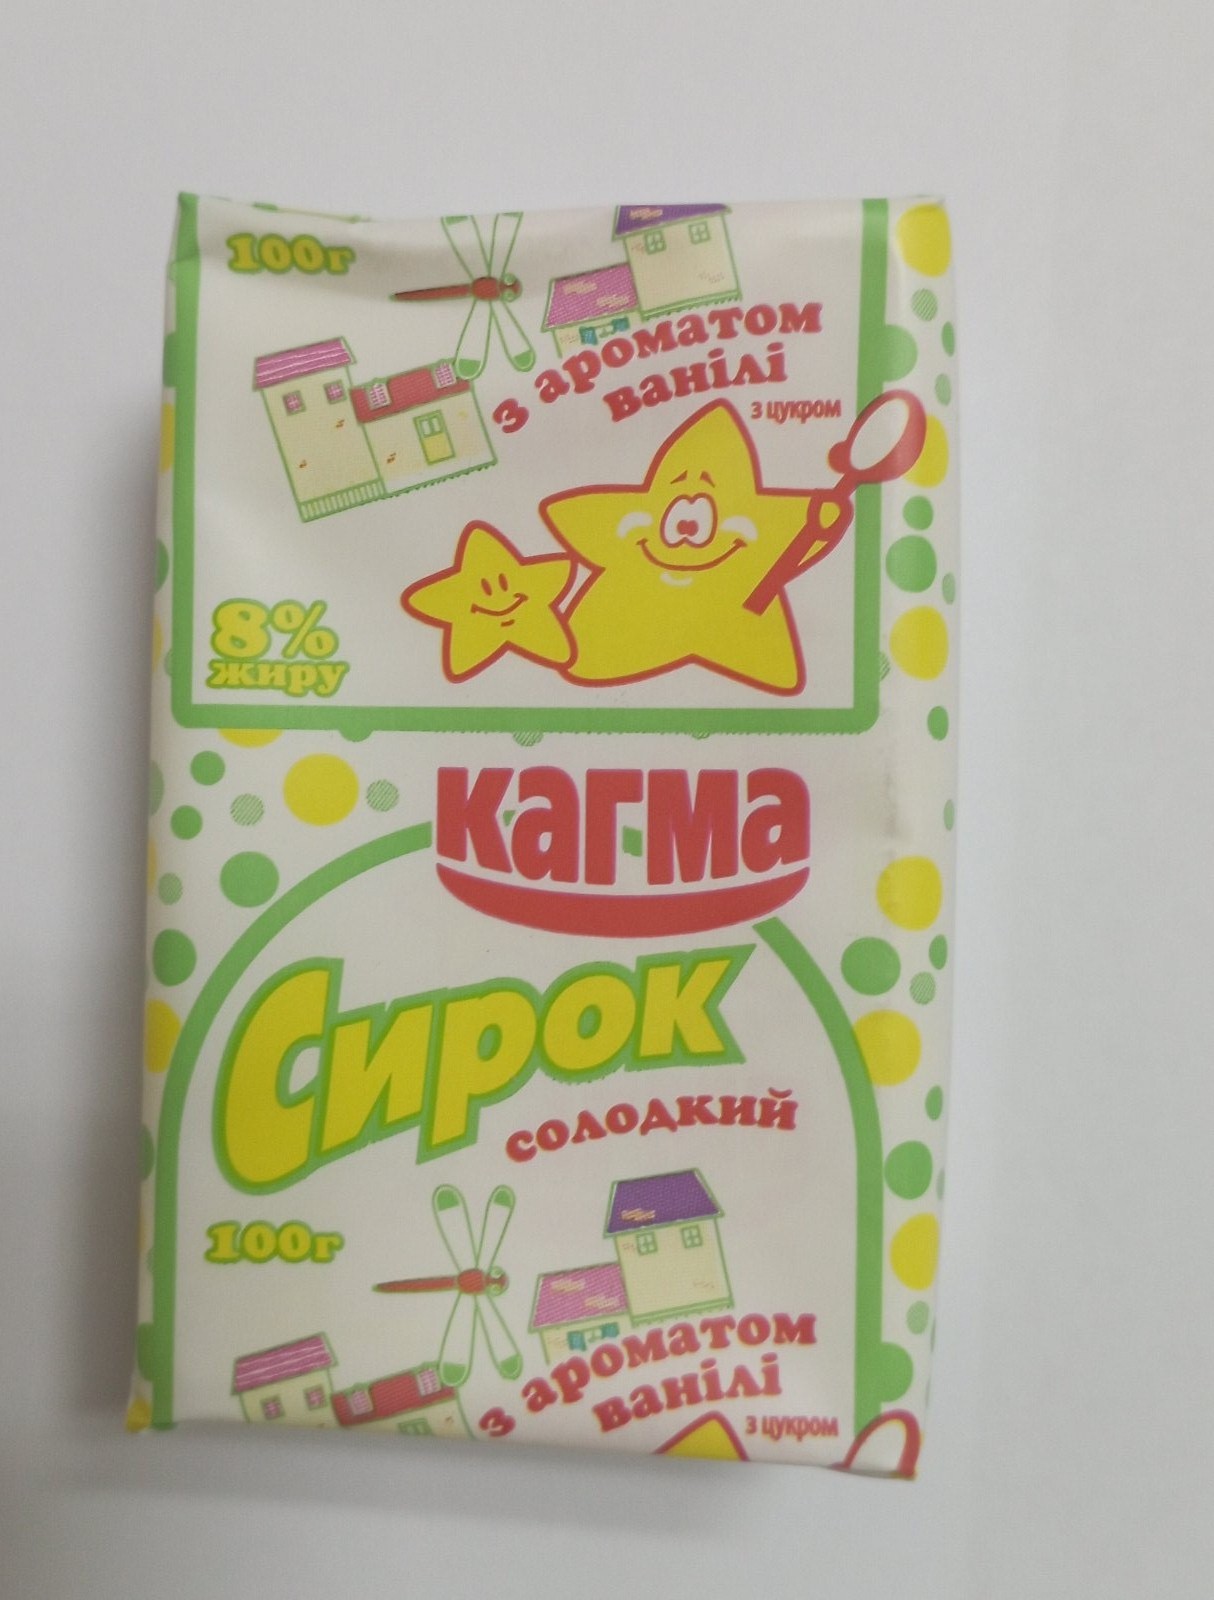 100г
з ароматом
ванілі
з цукром
8%
жиру
кагма
Сирок
солодкий
100г
з ароматом
ванілі
з цукром